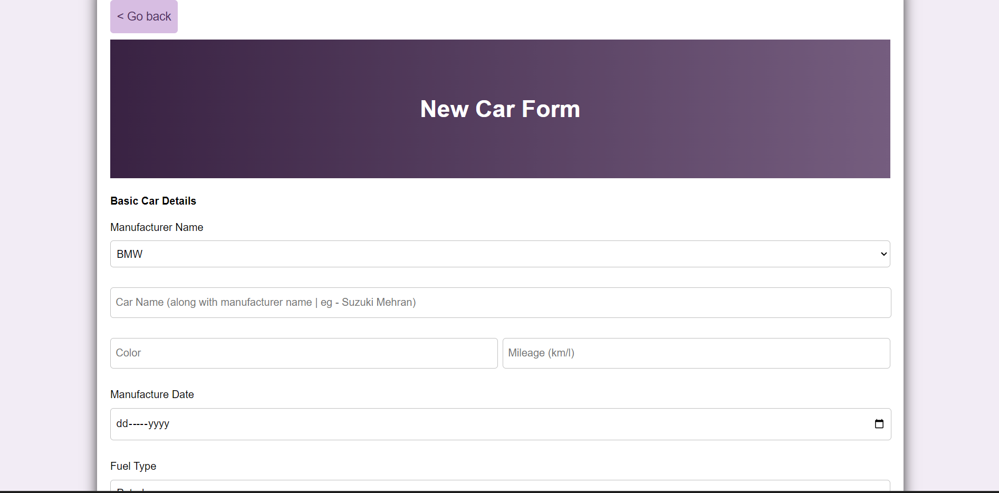 < Go back
New Car Form
Basic Car Details
Manufacturer Name
BMW
Car Name (along with manufacturer name | eg - Suzuki Mehran)
Color
Mileage (km/l)
Manufacture Date
dd-----yyyy
Fuel Type